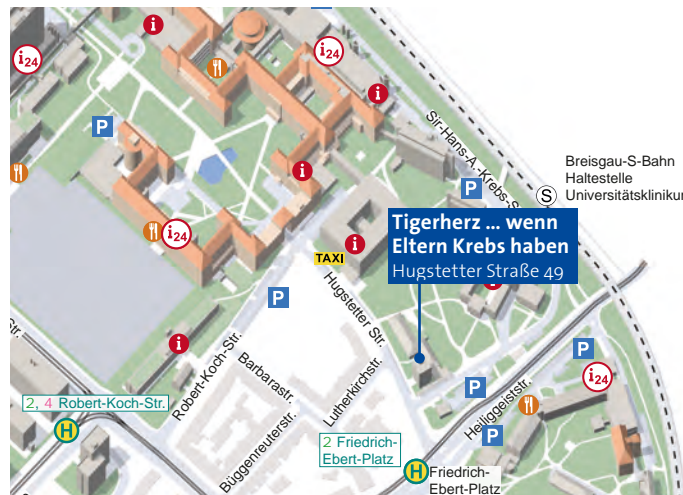 i
i24
i24
P
i
Sir-Hans-A.-Krebs-S
P
P
Breisgau-S-Bahn
Haltestelle
Universitätsklinikum
S
i
i24
Tigerherz ... wenn
Eltern Krebs haben
Hugstetter Straße 49
TAXI
i
i
P
Hugstetter Str.
Str.
i
Robert-Koch-Str.
Barbarastr.
Lutherkirchstr.
P
i24
P
Heiliggeiststr.
2, 4 Robert-Koch-Str.
H
Büggenreuterstr.
P
2 Friedrich-
Ebert-Platz
H
Friedrich-
Ebert-Platz